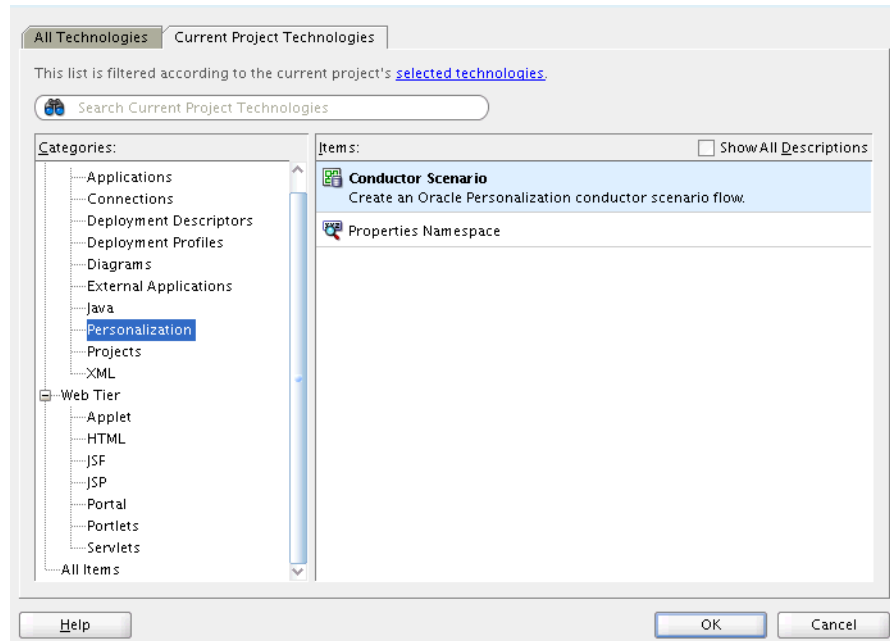 All Technologies Current Project Technologies
This list is filtered according to the current project's selected technologies.
Search Current Project Technologies
Categories:
Applications
Connections
Deployment Descriptors
Deployment Profiles
Diagrams
External Applications
Java
Personalization
Projects
XML
Web Tier
Applet
HTML
JSF
JSP
Portal
Portlets
Servlets
All Items
Items: Show All Descriptions
Conductor Scenario
Create an Oracle Personalization conductor scenario flow.
Properties Namespace
Help OK Cancel